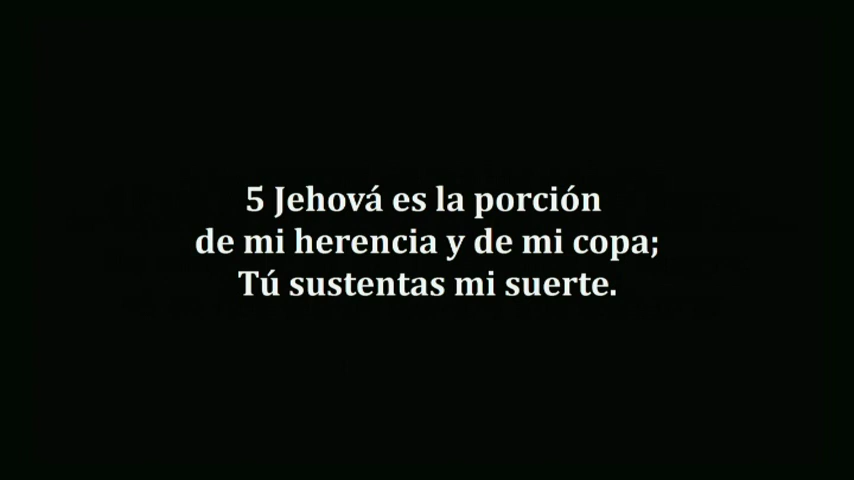 5 Jehová es la porción
de mi herencia y de mi copa;
Tú sustentas mi suerte.